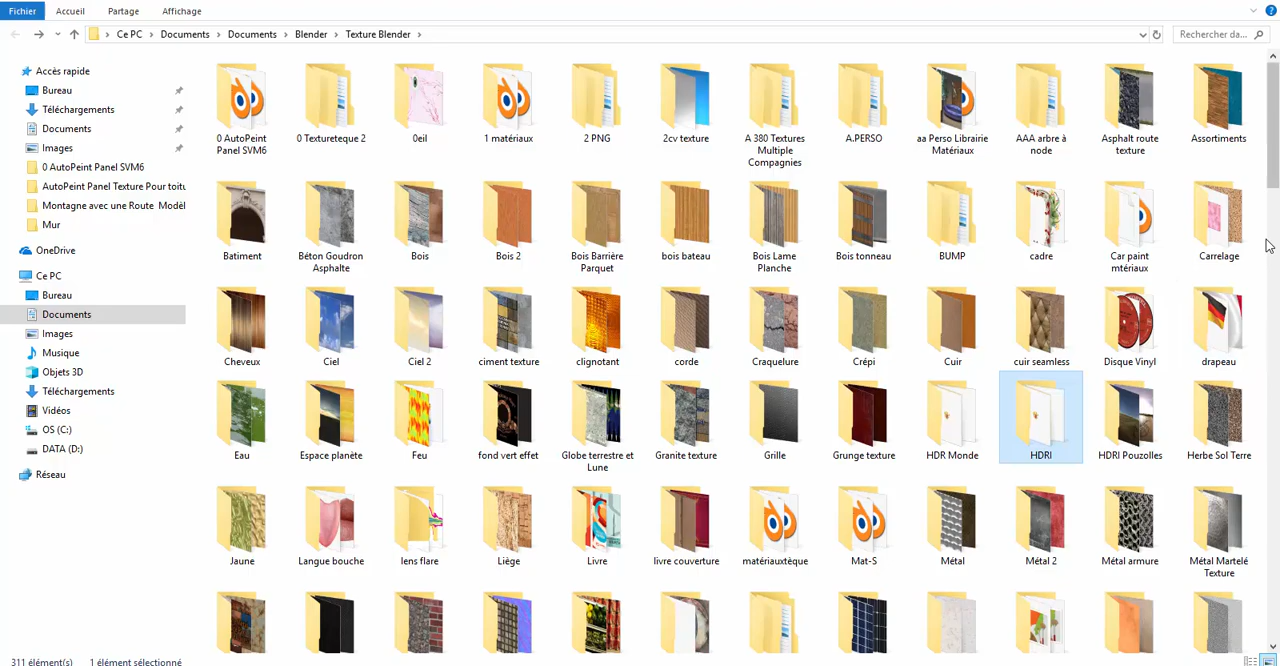 Fichier Accueil Partage Affichage
Ce PC Documents Documents Blender Texture Blender Rechercher da...
Accès rapide
Bureau
Téléchargements
Documents
Images
0 AutoPeint Panel SVM6
AutoPeint Panel Texture Pour toitu
Montagne avec une Route Modèl
Mur
OneDrive
Ce PC
Bureau
Documents
Images
Musique
Objets 3D
Téléchargements
Vidéos
OS (C:)
DATA (D:)
Réseau
0 AutoPeint
Panel SVM6
0 Textureteque 2
0eil
1 matériaux
2 PNG
2cv texture
A 380 Textures
Multiple
Compagnies
A.PERSO
aa Perso Librairie
Matériaux
AAA arbre à
node
Asphalt route
texture
Assortiments
Batiment
Béton Goudron
Asphalte
Bois
Bois 2
Bois Barrière
Parquet
bois bateau
Bois Lame
Planche
Bois tonneau
BUMP
cadre
Car paint
mtériaux
Carrelage
Cheveux
Ciel
Ciel 2
ciment texture
clignotant
corde
Craquelure
Crépi
Cuir
cuir seamless
Disque Vinyl
drapeau
Eau
Espace planète
Feu
fond vert effet
Globe terrestre et
Lune
Granite texture
Grille
Grunge texture
HDR Monde
HDRI
HDRI Pouzolles
Herbe Sol Terre
Jaune
Langue bouche
lens flare
Liège
Livre
livre couverture
matériauxtèque
Mat-S
Métal
Métal 2
Métal armure
Métal Martelé
Texture
311 élément(s) 1 élément sélectionné